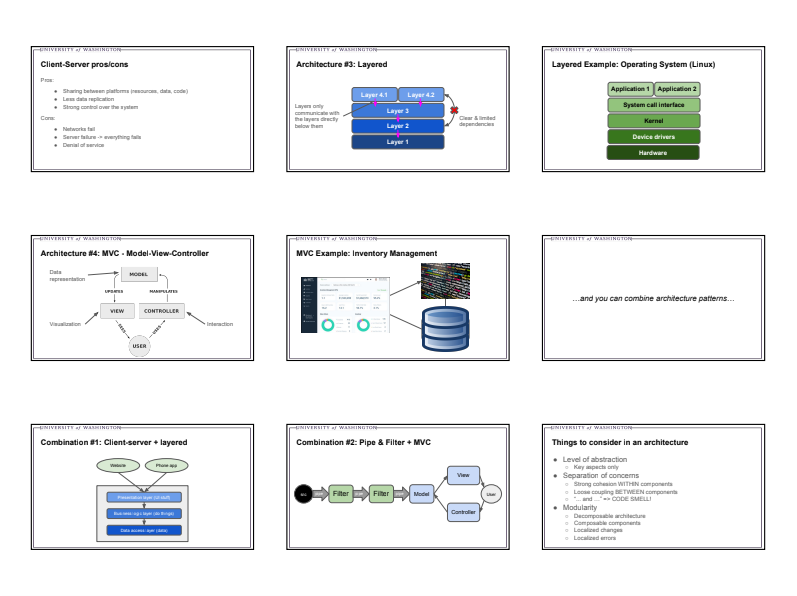 UNIVERSITY of WASHINGTON
Client-Server pros/cons
Pros:
● Sharing between platforms (resources, data, code)
● Less data replication
● Strong control over the system
Cons:
● Networks fail
● Server failure -> everything fails
● Denial of service
UNIVERSITY of WASHINGTON
Architecture #3: Layered
Layer 4.1
Layer 4.2
Layer 3
Layer 2
Layer 1
Layers only
communicate with
the layers directly
below them
Clear & limited
dependencies
UNIVERSITY of WASHINGTON
Layered Example: Operating System (Linux)
Application 1
Application 2
System call interface
Kernel
Device drivers
Hardware
UNIVERSITY of WASHINGTON
Architecture #4: MVC - Model-View-Controller
Data
representation
MODEL
UPDATES
MANIPULATES
VIEW
CONTROLLER
Visualization
Interaction
SEES
USES
USER
UNIVERSITY of WASHINGTON
MVC Example: Inventory Management
UNIVERSITY of WASHINGTON
…and you can combine architecture patterns…
UNIVERSITY of WASHINGTON
Combination #1: Client-server + layered
Website
Phone app
Presentation layer (UI stuff)
Business logic layer (do things)
Data access layer (data)
UNIVERSITY of WASHINGTON
Combination #2: Pipe & Filter + MVC
Filter
Filter
Model
View
Controller
User
UNIVERSITY of WASHINGTON
Things to consider in an architecture
● Level of abstraction
○ Key aspects only
● Separation of concerns
○ Strong cohesion WITHIN components
○ Loose coupling BETWEEN components
○ "... and ..." => CODE SMELL!
● Modularity
○ Decomposable architecture
○ Composable components
○ Localized changes
○ Localized errors